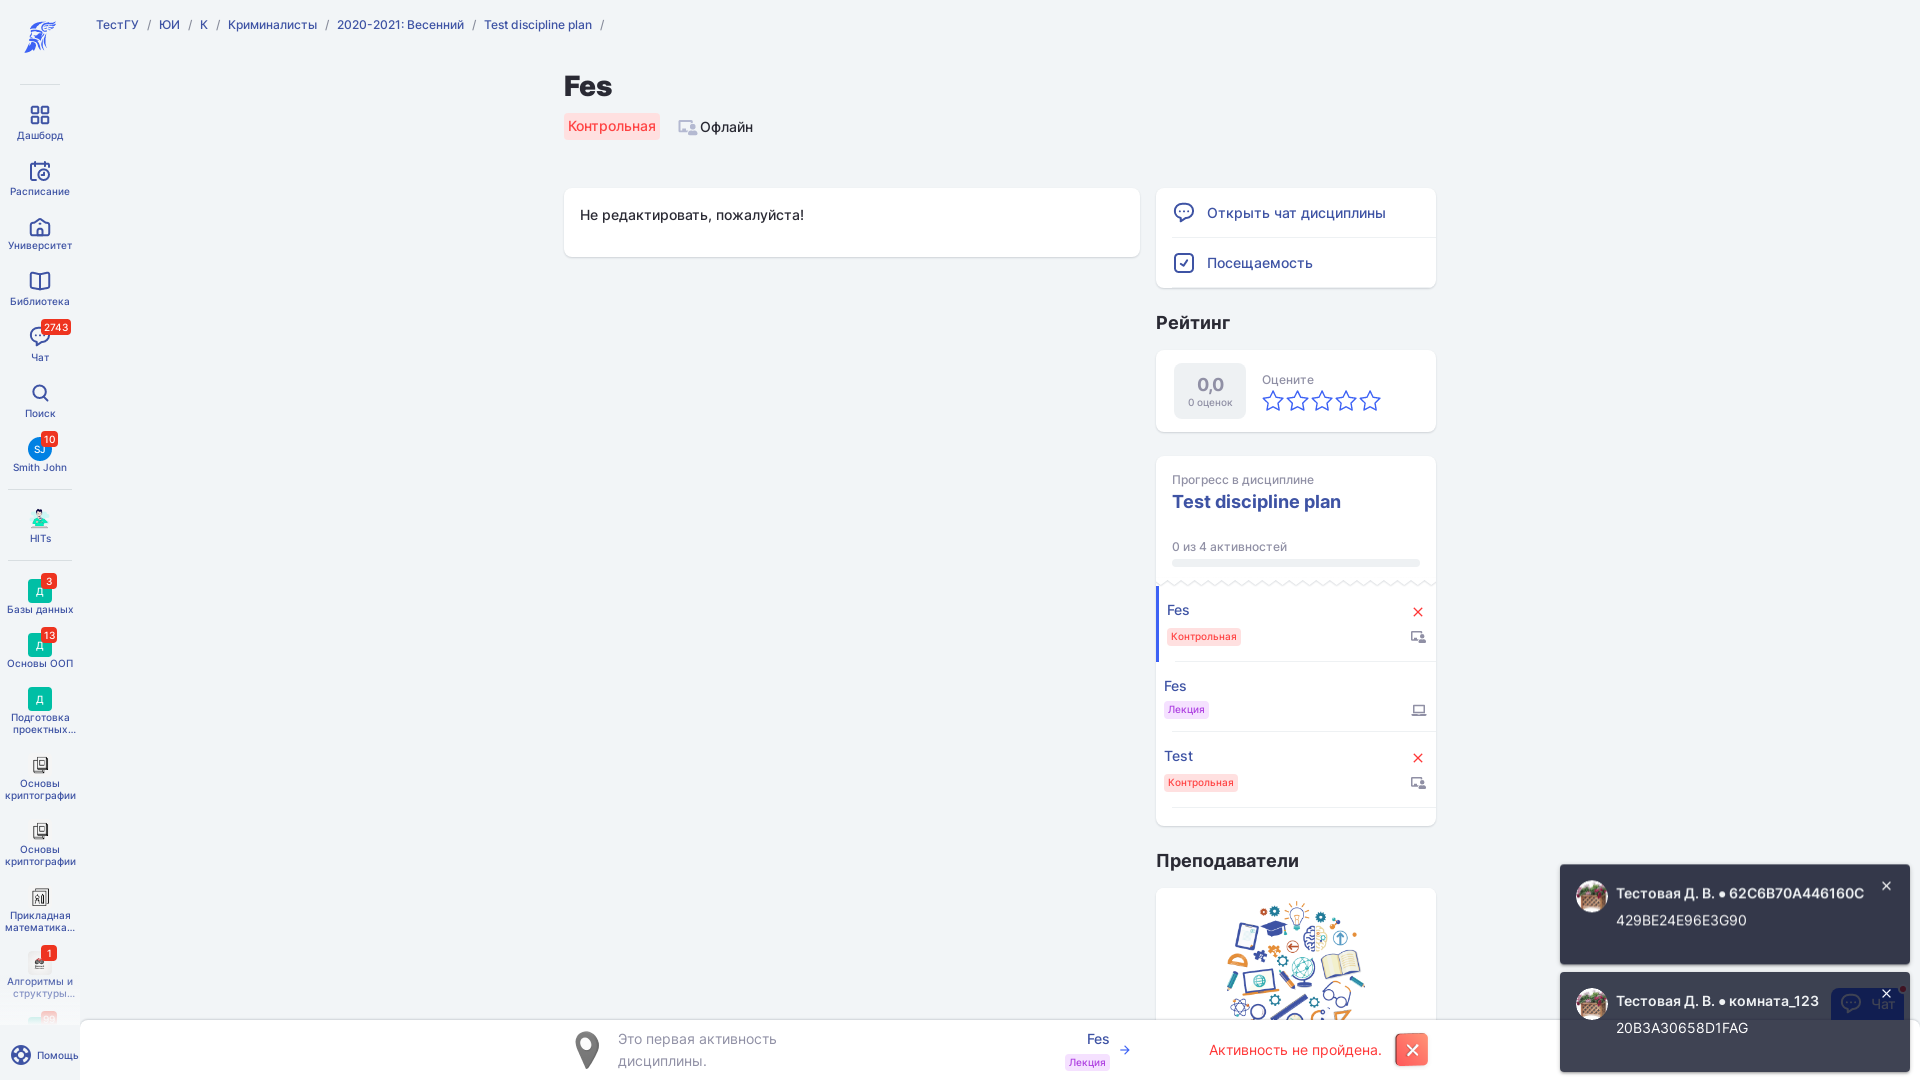 ТестГУ / ЮИ / К / Криминалисты / 2020-2021: Весенний / Test discipline plan /
Дашборд
Расписание
Университет
Библиотека
2743
Чат
Поиск
10
SJ
Smith John
HITs
3
Д
Базы данных
13
Д
Основы ООП
Д
Подготовка
проектных...
Основы
криптографии
Основы
криптографии
Прикладная
математика...
1
Алгоритмы и
структуры...
Помощь
Fes
Контрольная
Офлайн
Не редактировать, пожалуйста!
Открыть чат дисциплины
Посещаемость
Рейтинг
0,0
0 оценок
Оцените
Прогресс в дисциплине
Test discipline plan
0 из 4 активностей
Fes
Контрольная
Fes
Лекция
Test
Контрольная
Преподаватели
Это первая активность
дисциплины.
Fes
Лекция
Активность не пройдена.
Тестовая Д. В. ● 62C6B70A446160C
429BE24E96E3G90
Тестовая Д. В. ● комната_123
20B3A30658D1FAG
Чат